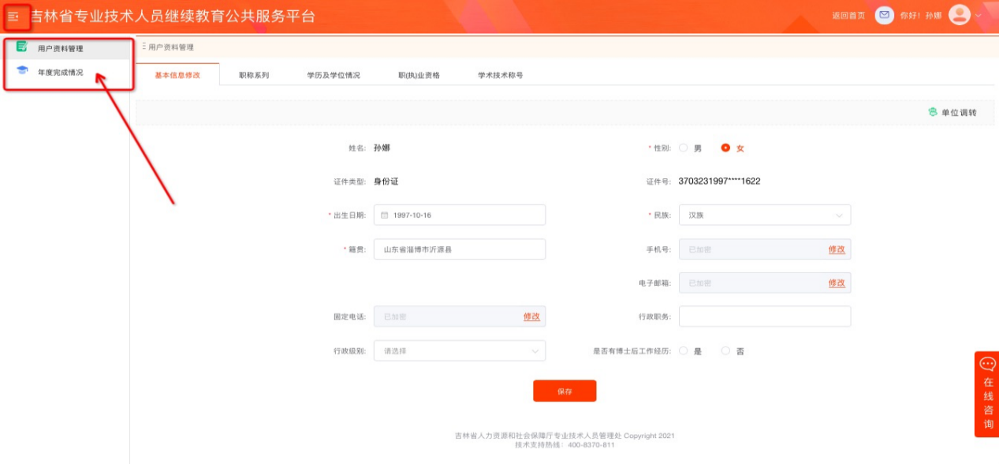 吉林省专业技术人员继续教育公共服务平台
返回首页 你好！孙娜
用户资料管理
年度完成情况
用户资料管理
基本信息修改 职称系列 学历及学位情况 职(执)业资格 学术技术称号
单位调转
姓名: 孙娜 * 性别: 男 女
证件类型: 身份证 证件号: 3703231997****1622
* 出生日期: 1997-10-16 * 民族: 汉族
* 籍贯: 山东省淄博市沂源县 手机号: 已加密 修改
电子邮箱: 已加密 修改
固定电话: 已加密 修改 行政职务:
行政级别: 请选择 是否有博士后工作经历: 是 否
保存
在线咨询
吉林省人力资源和社会保障厅专业技术人员管理处 Copyright 2021
技术支持热线：400-8370-811